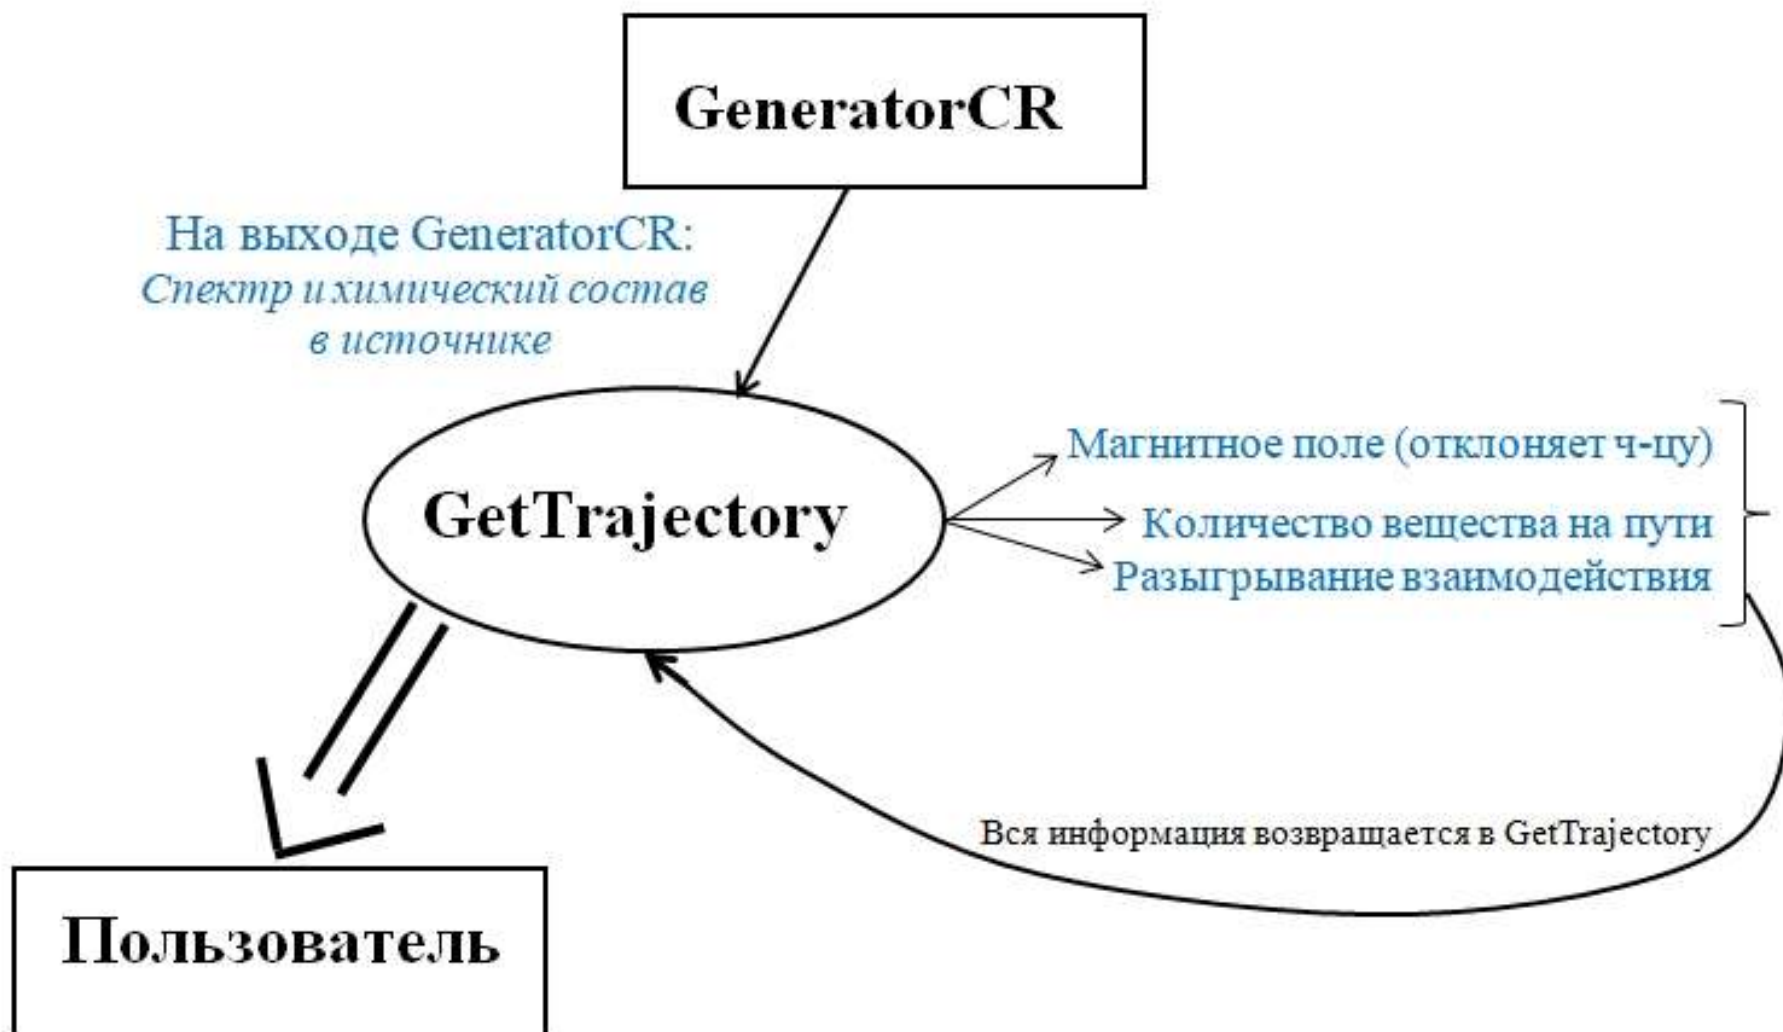 GeneratorCR
На выходе GeneratorCR:
Спектр и химический состав
в источнике
GetTrajectory
Магнитное поле (отклоняет ч-цу)
Количество вещества на пути
Разыгрывание взаимодействия
Вся информация возвращается в GetTrajectory
Пользователь